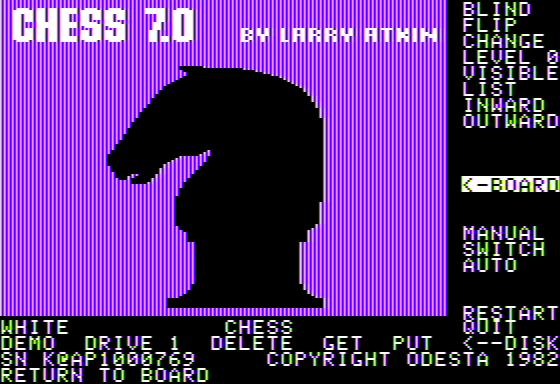 CHESS 7.0
BY LARRY ATKIN
BLIND
FLIP
CHANGE
LEVEL 0
VISIBLE
LIST
INWARD
OUTWARD
<-BOARD
MANUAL
SWITCH
AUTO
RESTART
WHITE CHESS QUIT
DEMO DRIVE 1 DELETE GET PUT <--DISK
SN K@AP1000769 COPYRIGHT ODESTA 1982
RETURN TO BOARD